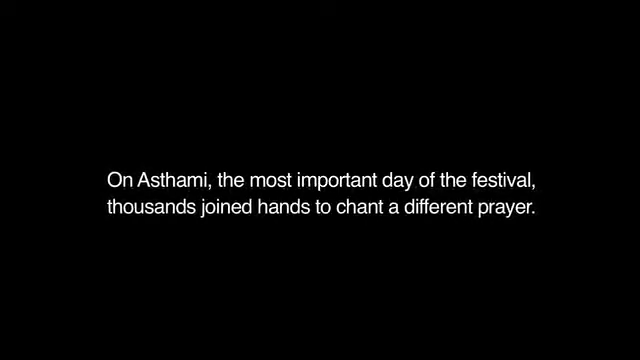 On Asthami, the most important day of the festival,
thousands joined hands to chant a different prayer.